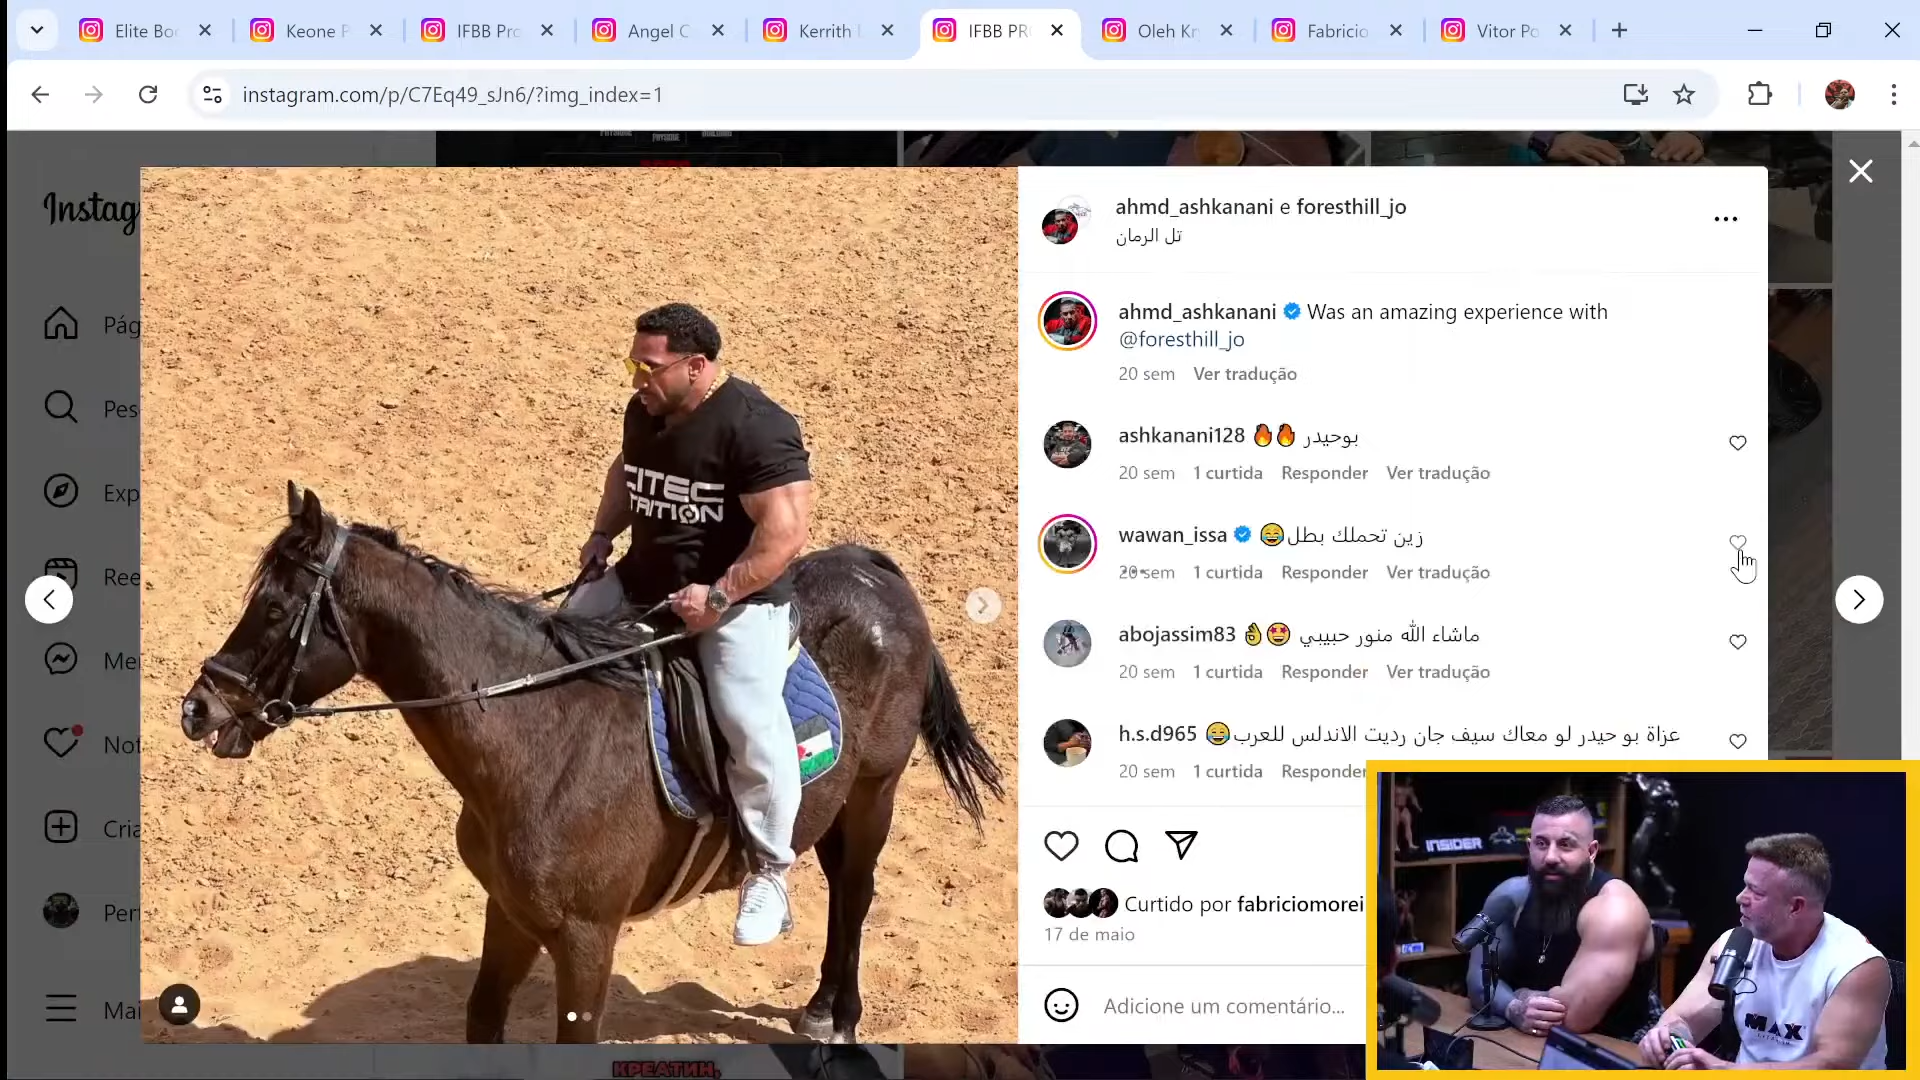 Elite Bo
Keone P
IFBB Pro
Angel C
Kerrith
IFBB PR
Oleh Kr
Fabricio
Vitor Po
instagram.com/p/C7Eq49_sJn6/?img_index=1
Instag
Pág
Pes
Exp
Ree
Me
Not
Cria
Per
Mai
ahmd_ashkanani e foresthill_jo
تل الرمان
ahmd_ashkanani Was an amazing experience with
@foresthill_jo
20 sem Ver tradução
ashkanani128 🔥🔥 بوحيدر
20 sem 1 curtida Responder Ver tradução
wawan_issa زين تحملك بطل😂
20 sem 1 curtida Responder Ver tradução
abojassim83 👌🤩 ماشاء الله منور حبيبي
20 sem 1 curtida Responder Ver tradução
h.s.d965 عزاة بو حيدر لو معاك سيف جان رديت الاندلس للعرب😂
20 sem 1 curtida Responder
Curtido por fabriciomorei
17 de maio
Adicione um comentário...
CITEC
TRITION
INSIDER
MAX
КРЕАТИН.